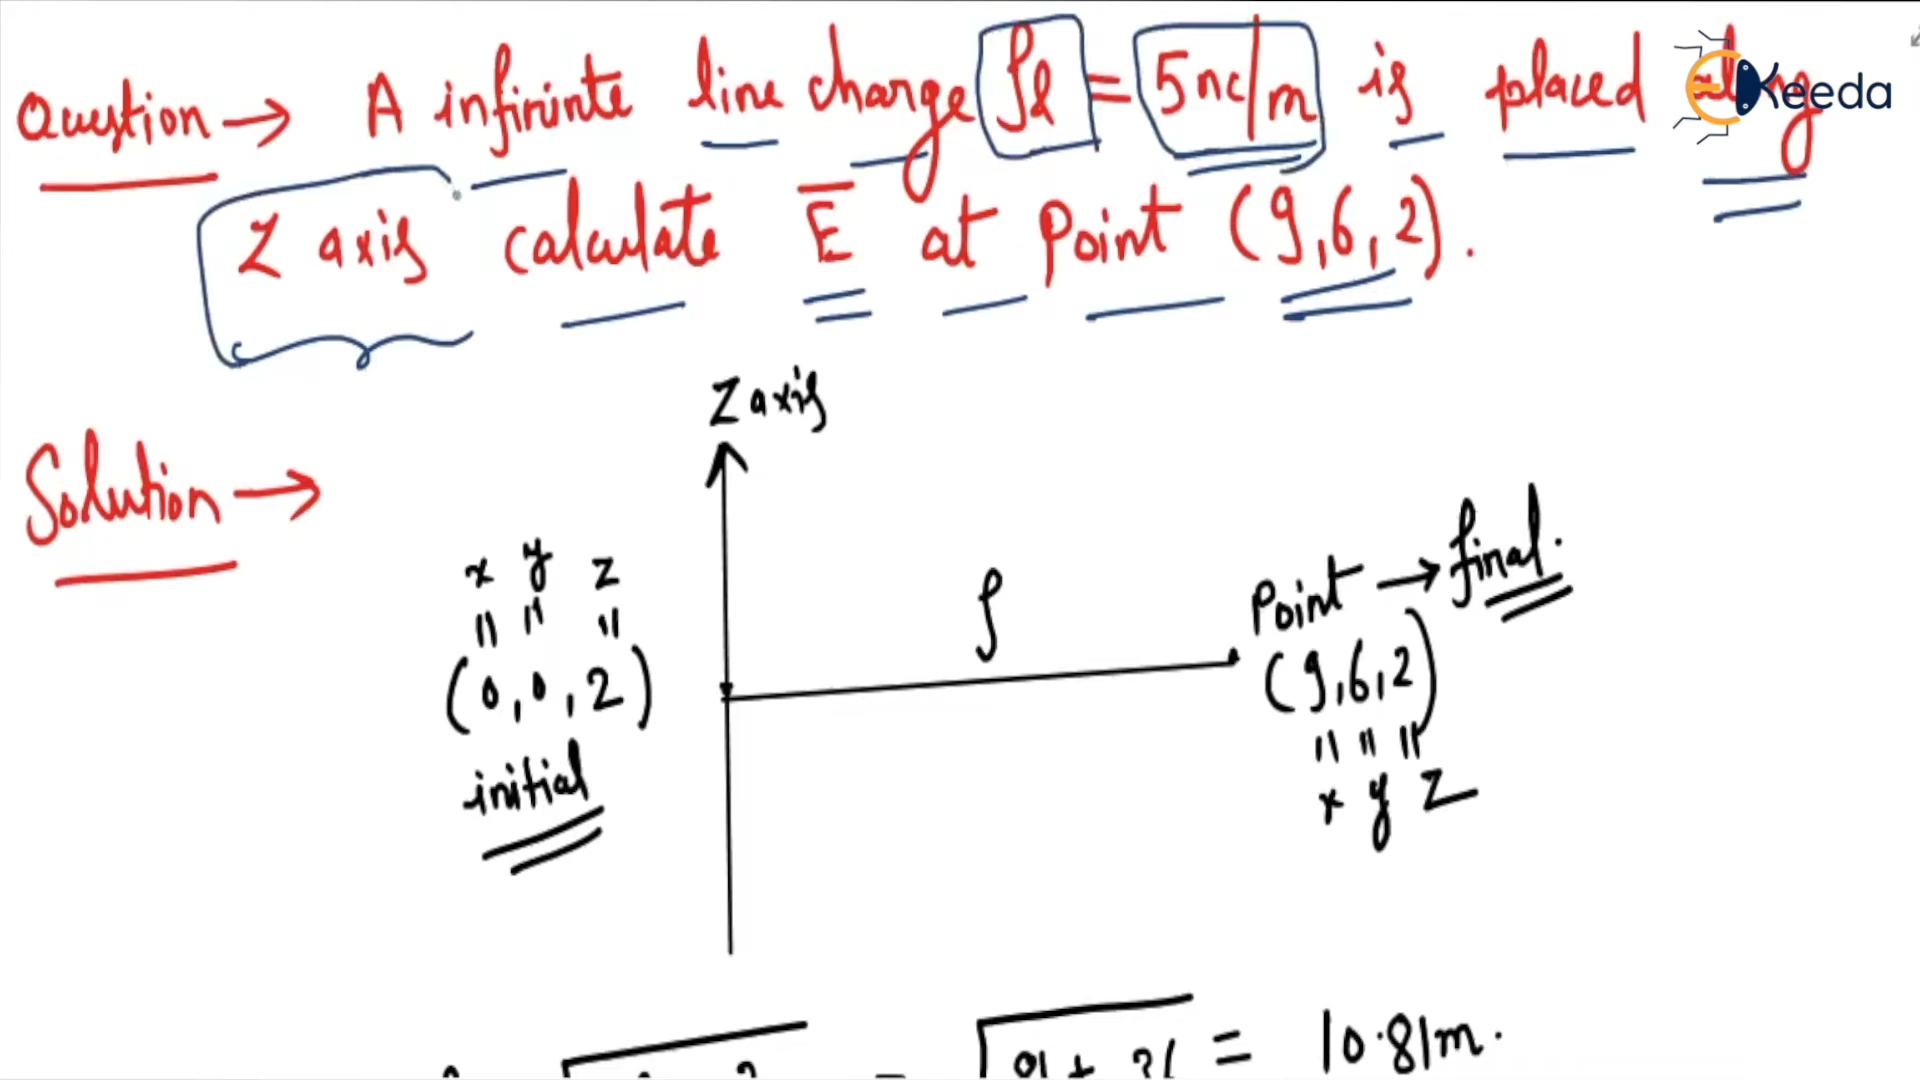 Question → A infininte line charge ρl = 5nc/m is placed along
Keeda
Z axis calculate E̅ at point (9,6,2).
Z axis
Solution →
x y z
" " "
(0,0,2)
initial
ρ
Point → final.
(9,6,2)
" " "
x y z
= 10.81m.